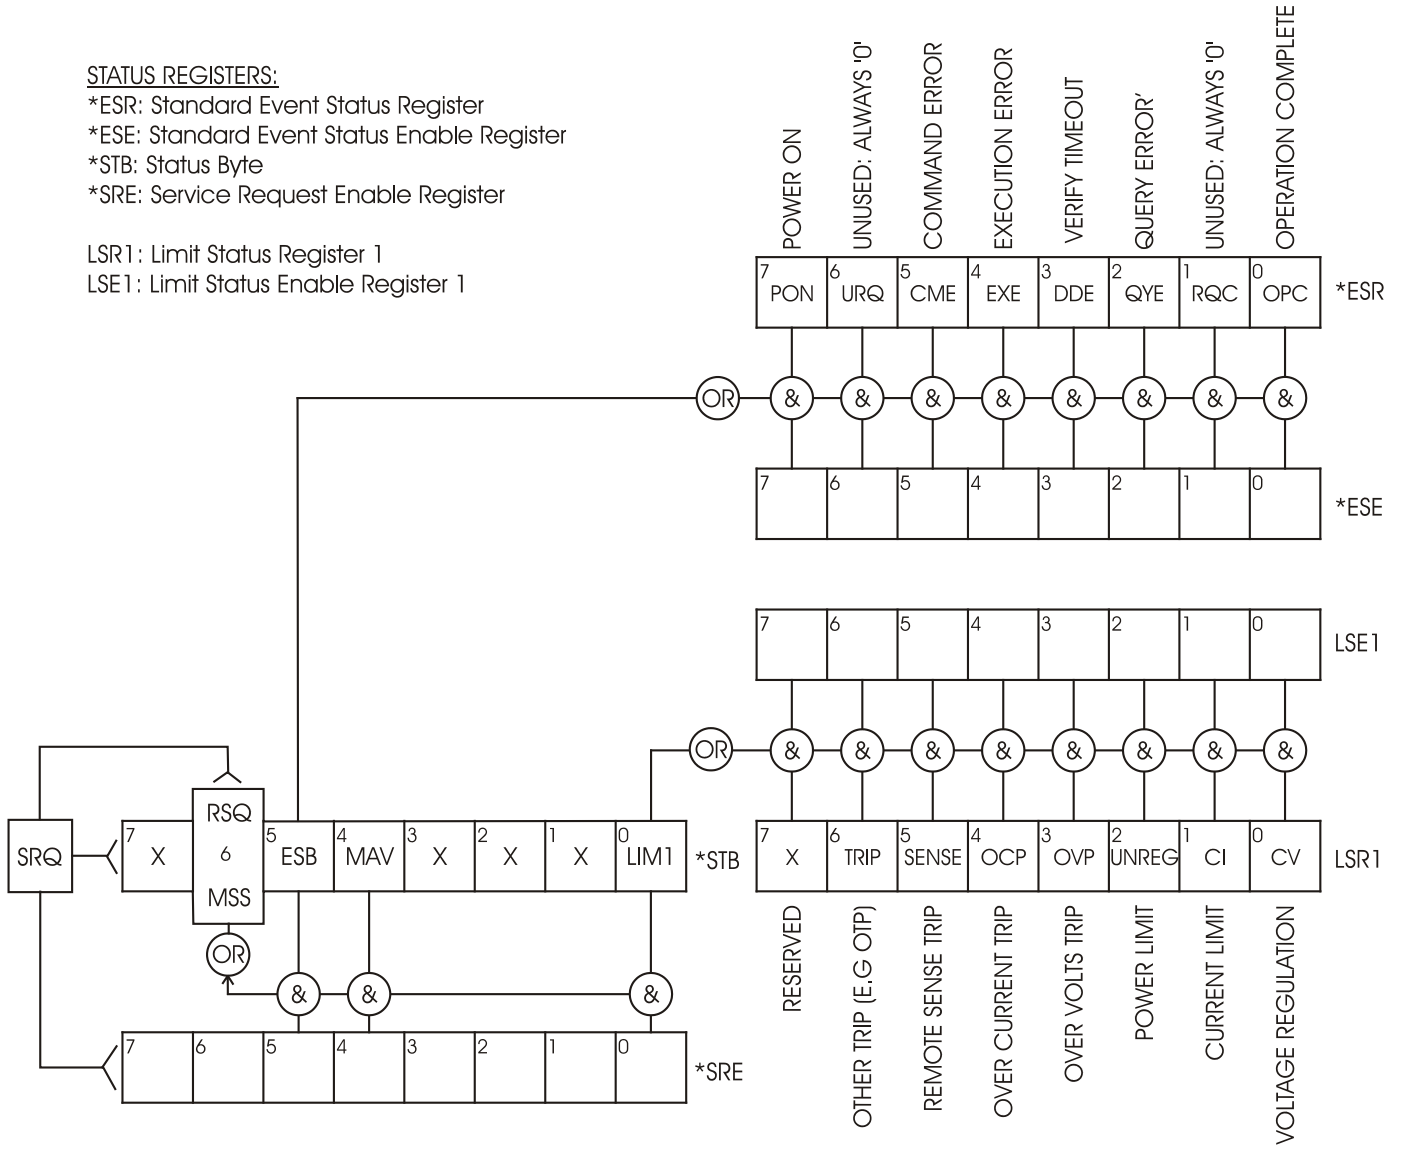 STATUS REGISTERS:
*ESR: Standard Event Status Register
*ESE: Standard Event Status Enable Register
*STB: Status Byte
*SRE: Service Request Enable Register
LSR1: Limit Status Register 1
LSE1: Limit Status Enable Register 1
POWER ON
UNUSED: ALWAYS '0'
COMMAND ERROR
EXECUTION ERROR
VERIFY TIMEOUT
QUERY ERROR'
UNUSED: ALWAYS '0'
OPERATION COMPLETE
7 6 5 4 3 2 1 0
PON URQ CME EXE DDE QYE RQC OPC *ESR
OR & & & & & & & &
7 6 5 4 3 2 1 0
*ESE
7 6 5 4 3 2 1 0
LSE1
OR & & & & & & & &
7 6 5 4 3 2 1 0
X TRIP SENSE OCP OVP UNREG CI CV LSR1
RESERVED
OTHER TRIP (E.G OTP)
REMOTE SENSE TRIP
OVER CURRENT TRIP
OVER VOLTS TRIP
POWER LIMIT
CURRENT LIMIT
VOLTAGE REGULATION
SRQ
RSQ
6
MSS
7 5 4 3 2 1 0
X ESB MAV X X X LIM1 *STB
OR
& & &
7 6 5 4 3 2 1 0
*SRE